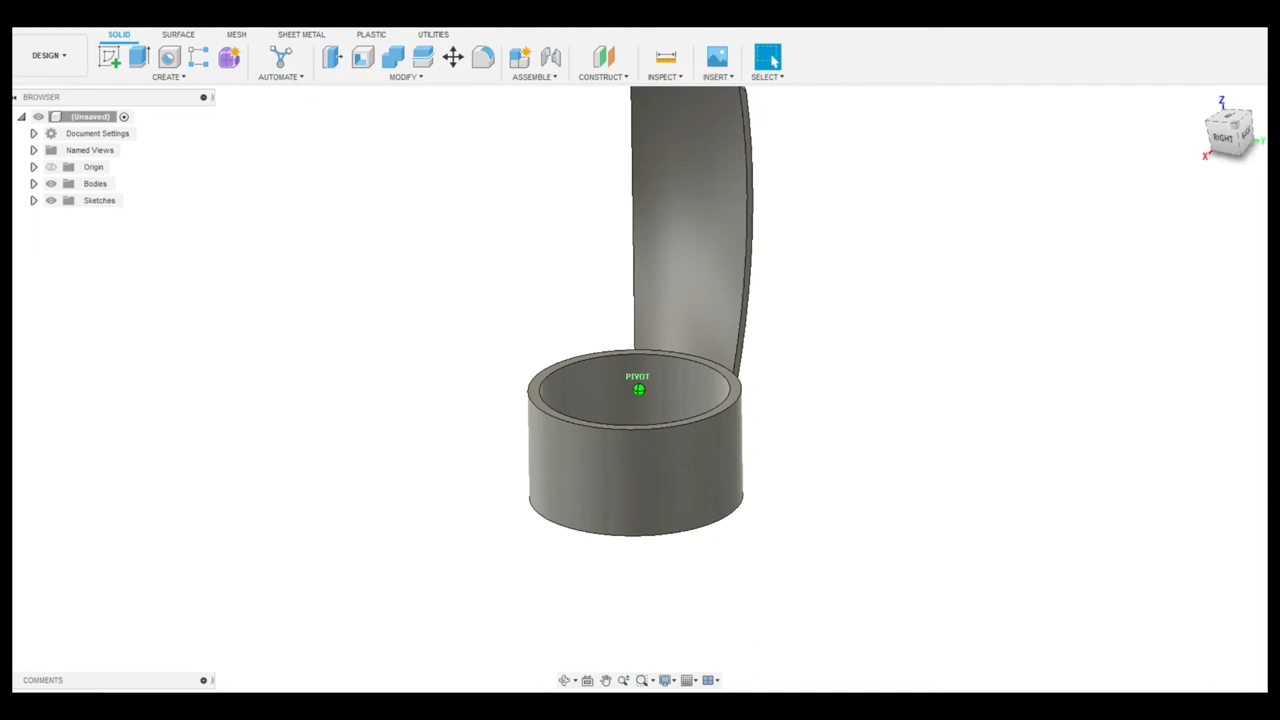 SOLID SURFACE MESH SHEET METAL PLASTIC UTILITIES
DESIGN
CREATE AUTOMATE MODIFY ASSEMBLE CONSTRUCT INSPECT INSERT SELECT
BROWSER
(Unsaved)
Document Settings
Named Views
Origin
Bodies
Sketches
Z
RIGHT
BACK
X
Y
PIVOT
COMMENTS